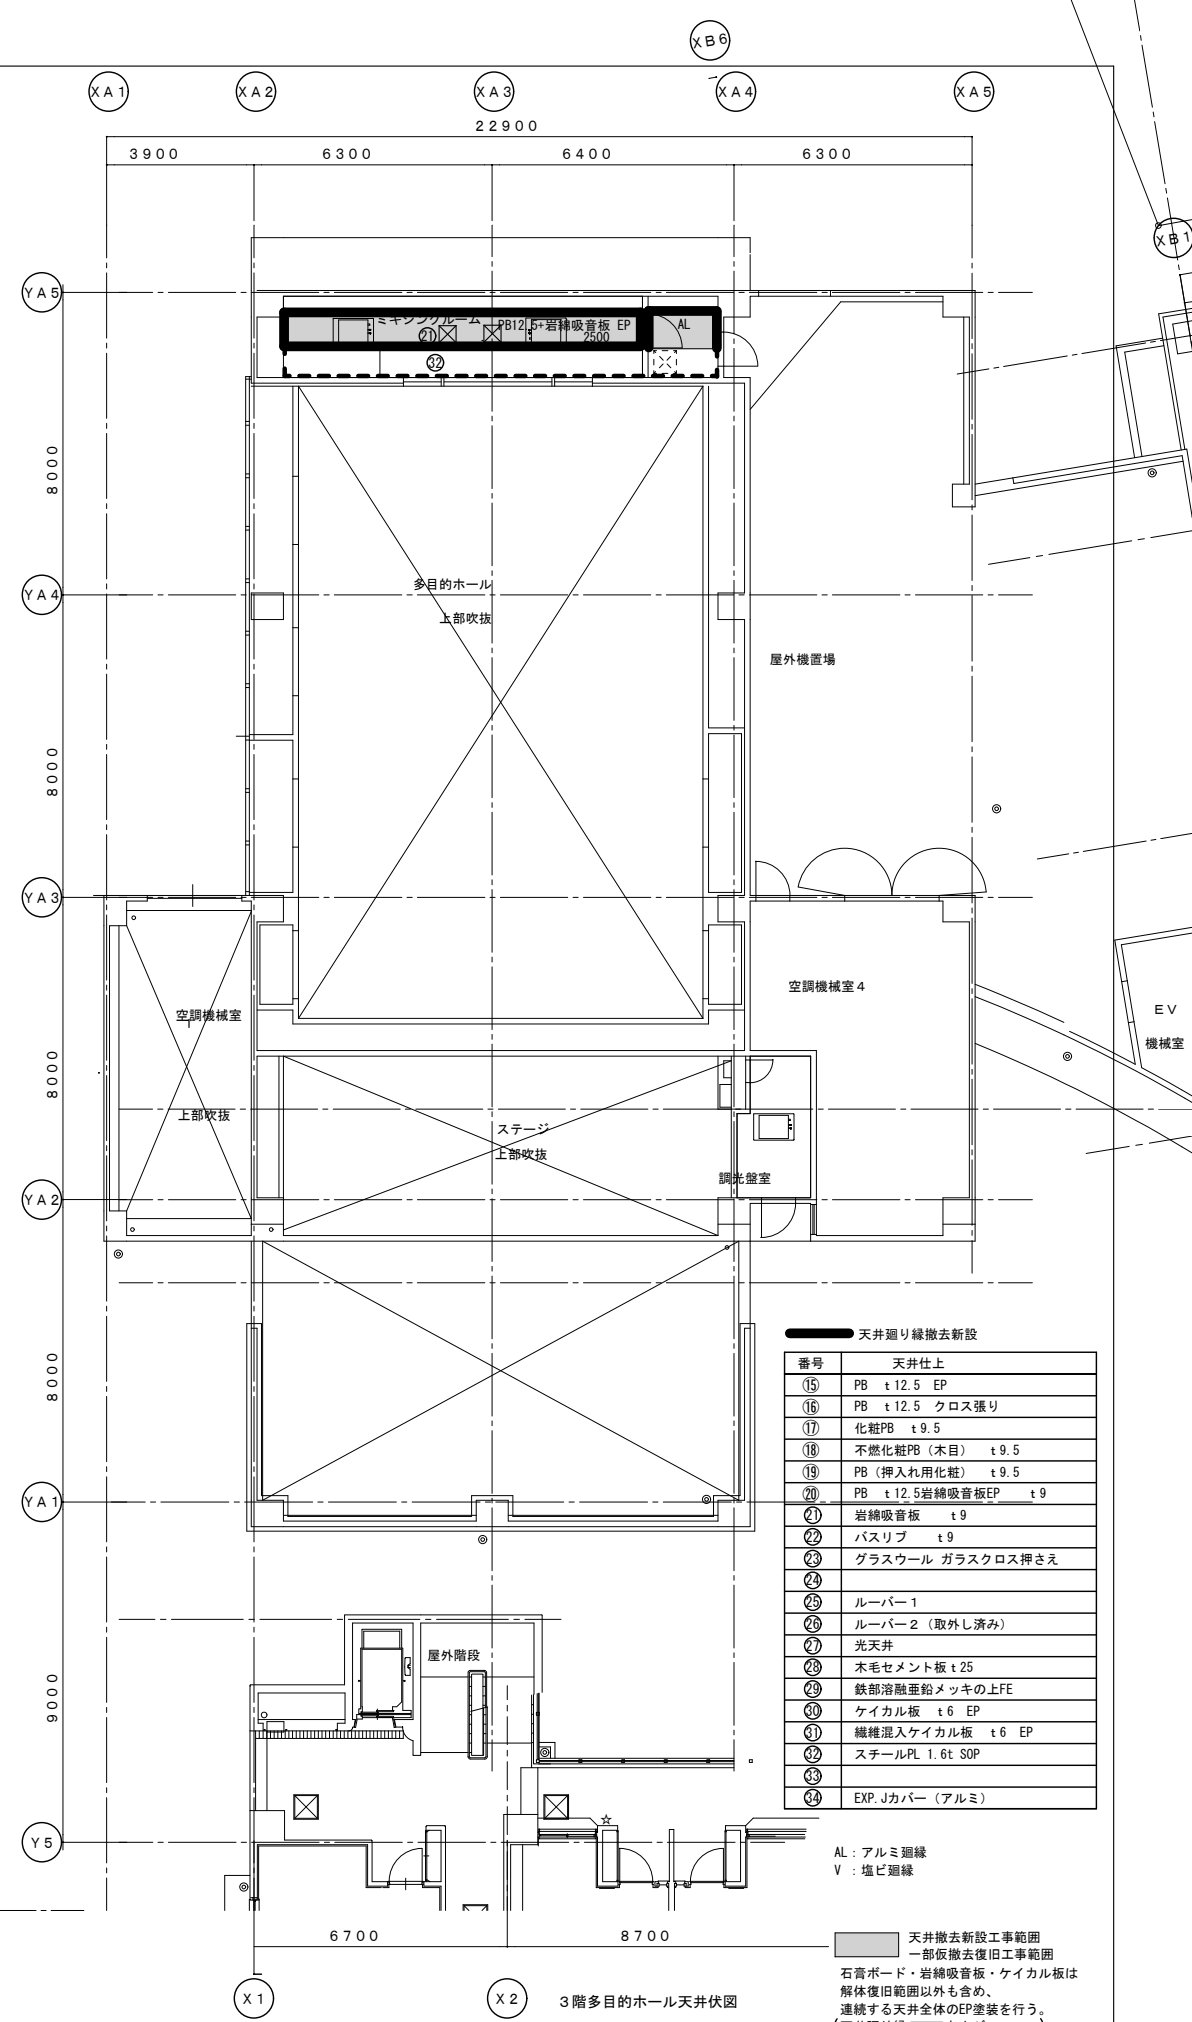 XB6
XA1
XA2
XA3
XA4
XA5
22900
3900
6300
6400
6300
XB1
YA5
ミキシングルーム
PB12.5+岩綿吸音板 EP
2500
AL
㉑
㉜
8000
YA4
多目的ホール
上部吹抜
屋外機置場
8000
YA3
空調機械室
上部吹抜
空調機械室4
EV
機械室
8000
ステージ
上部吹抜
調光盤室
YA2
8000
天井廻り縁撤去新設
番号 天井仕上
⑮ PB t12.5 EP
⑯ PB t12.5 クロス張り
⑰ 化粧PB t9.5
⑱ 不燃化粧PB(木目) t9.5
⑲ PB(押入れ用化粧) t9.5
⑳ PB t12.5岩綿吸音板EP t9
㉑ 岩綿吸音板 t9
㉒ バスリブ t9
㉓ グラスウール ガラスクロス押さえ
㉔
㉕ ルーバー1
㉖ ルーバー2(取外し済み)
㉗ 光天井
㉘ 木毛セメント板 t25
㉙ 鉄部溶融亜鉛メッキの上FE
㉚ ケイカル板 t6 EP
㉛ 繊維混入ケイカル板 t6 EP
㉜ スチールPL 1.6t SOP
㉝
㉞ EXP.Jカバー(アルミ)
YA1
9000
屋外階段
☆
Y5
AL:アルミ廻縁
V :塩ビ廻縁
6700
8700
X1
X2
3階多目的ホール天井伏図
天井撤去新設工事範囲
一部仮撤去復旧工事範囲
石膏ボード・岩綿吸音板・ケイカル板は
解体復旧範囲以外も含め、
連続する天井全体のEP塗装を行う。